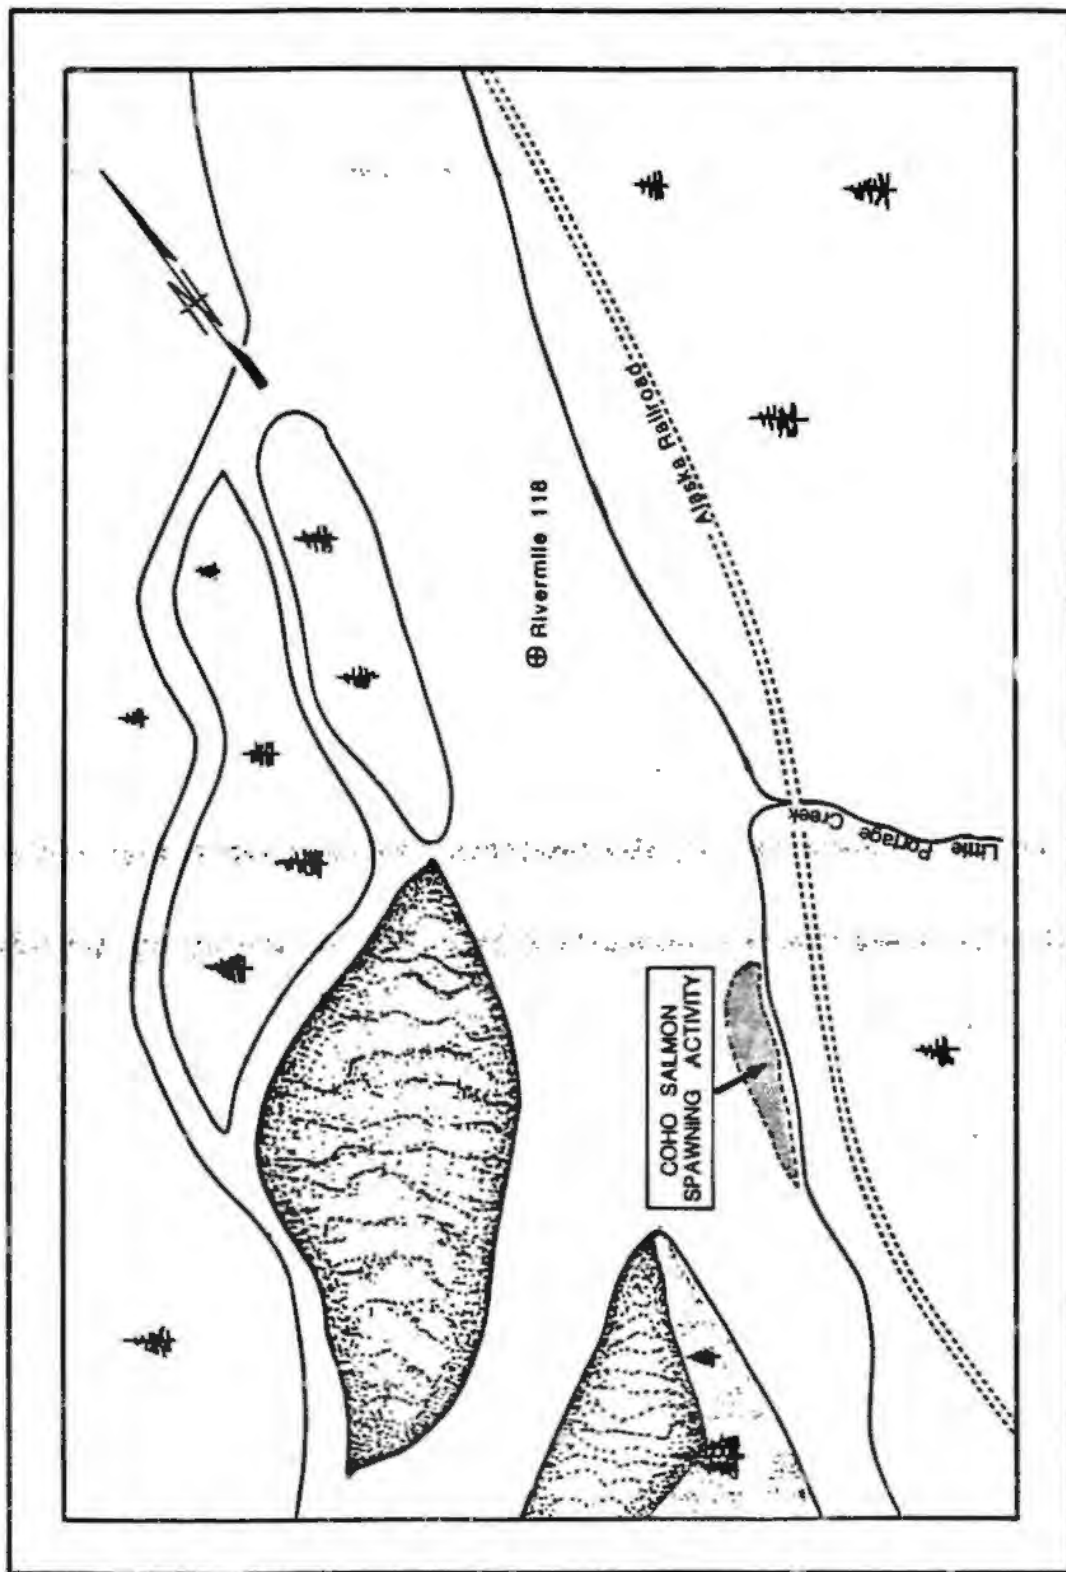 Rivermile 118
Alaska Railroad
Little Portage Creek
COHO SALMON
SPAWNING ACTIVITY